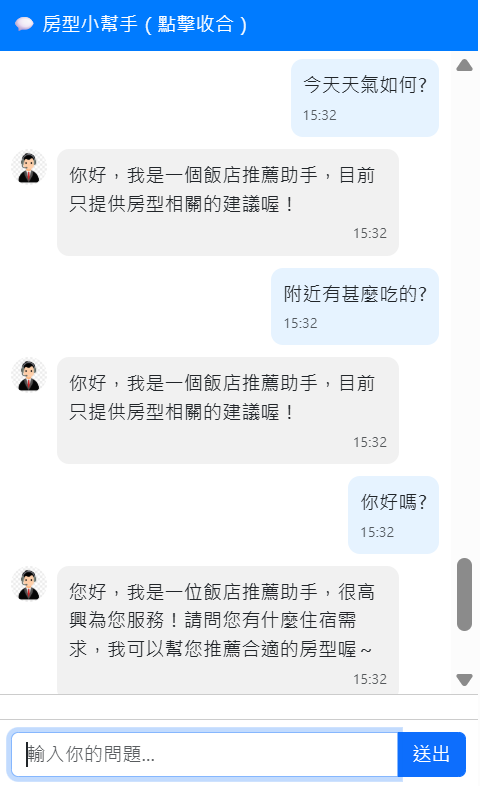 房型小幫手（點擊收合）
今天天氣如何?
15:32
你好，我是一個飯店推薦助手，目前
只提供房型相關的建議喔！
15:32
附近有甚麼吃的?
15:32
你好，我是一個飯店推薦助手，目前
只提供房型相關的建議喔！
15:32
你好嗎?
15:32
您好，我是一位飯店推薦助手，很高
興為您服務！請問您有什麼住宿需
求，我可以幫您推薦合適的房型喔～
15:32
輸入你的問題...
送出